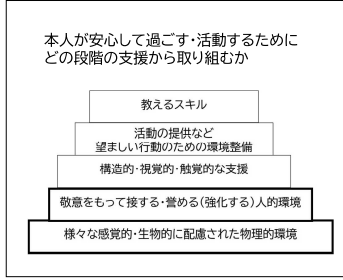 本人が安心して過ごす・活動するために
どの段階の支援から取り組むか
教えるスキル
活動の提供など
望ましい行動のための環境整備
構造的・視覚的・触覚的な支援
敬意をもって接する・誉める（強化する）人的環境
様々な感覚的・生物的に配慮された物理的環境